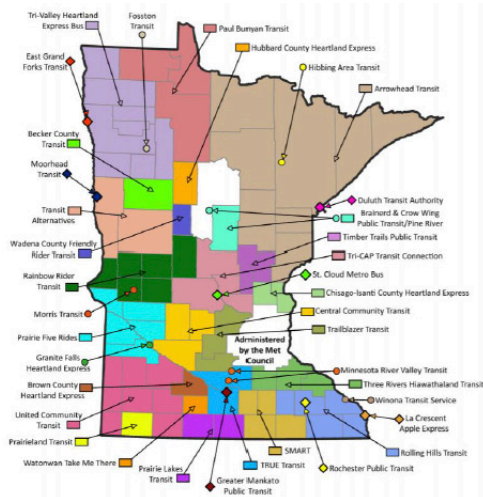 Tri-Valley Heartland
Express Bus
Fosston
Transit
Paul Bunyan Transit
Hubbard County Heartland Express
East Grand
Forks Transit
Hibbing Area Transit
Arrowhead Transit
Becker County
Transit
Moorhead
Transit
Transit
Alternatives
Duluth Transit Authority
Brainerd & Crow Wing
Public Transit/Pine River
Wadena County Friendly
Rider Transit
Timber Trails Public Transit
Tri-CAP Transit Connection
Rainbow Rider
Transit
St. Cloud Metro Bus
Chisago-Isanti County Heartland Express
Morris Transit
Central Community Transit
Prairie Five Rides
Trailblazer Transit
Administered
by the Met
Council
Granite Falls
Heartland Express
Minnesota River Valley Transit
Brown County
Heartland Express
Three Rivers Hiawathaland Transit
Winona Transit Service
United Community
Transit
La Crescent
Apple Express
Prairieland Transit
Rolling Hills Transit
Watonwan Take Me There
SMART
Prairie Lakes
Transit
TRUE Transit
Rochester Public Transit
Greater Mankato
Public Transit